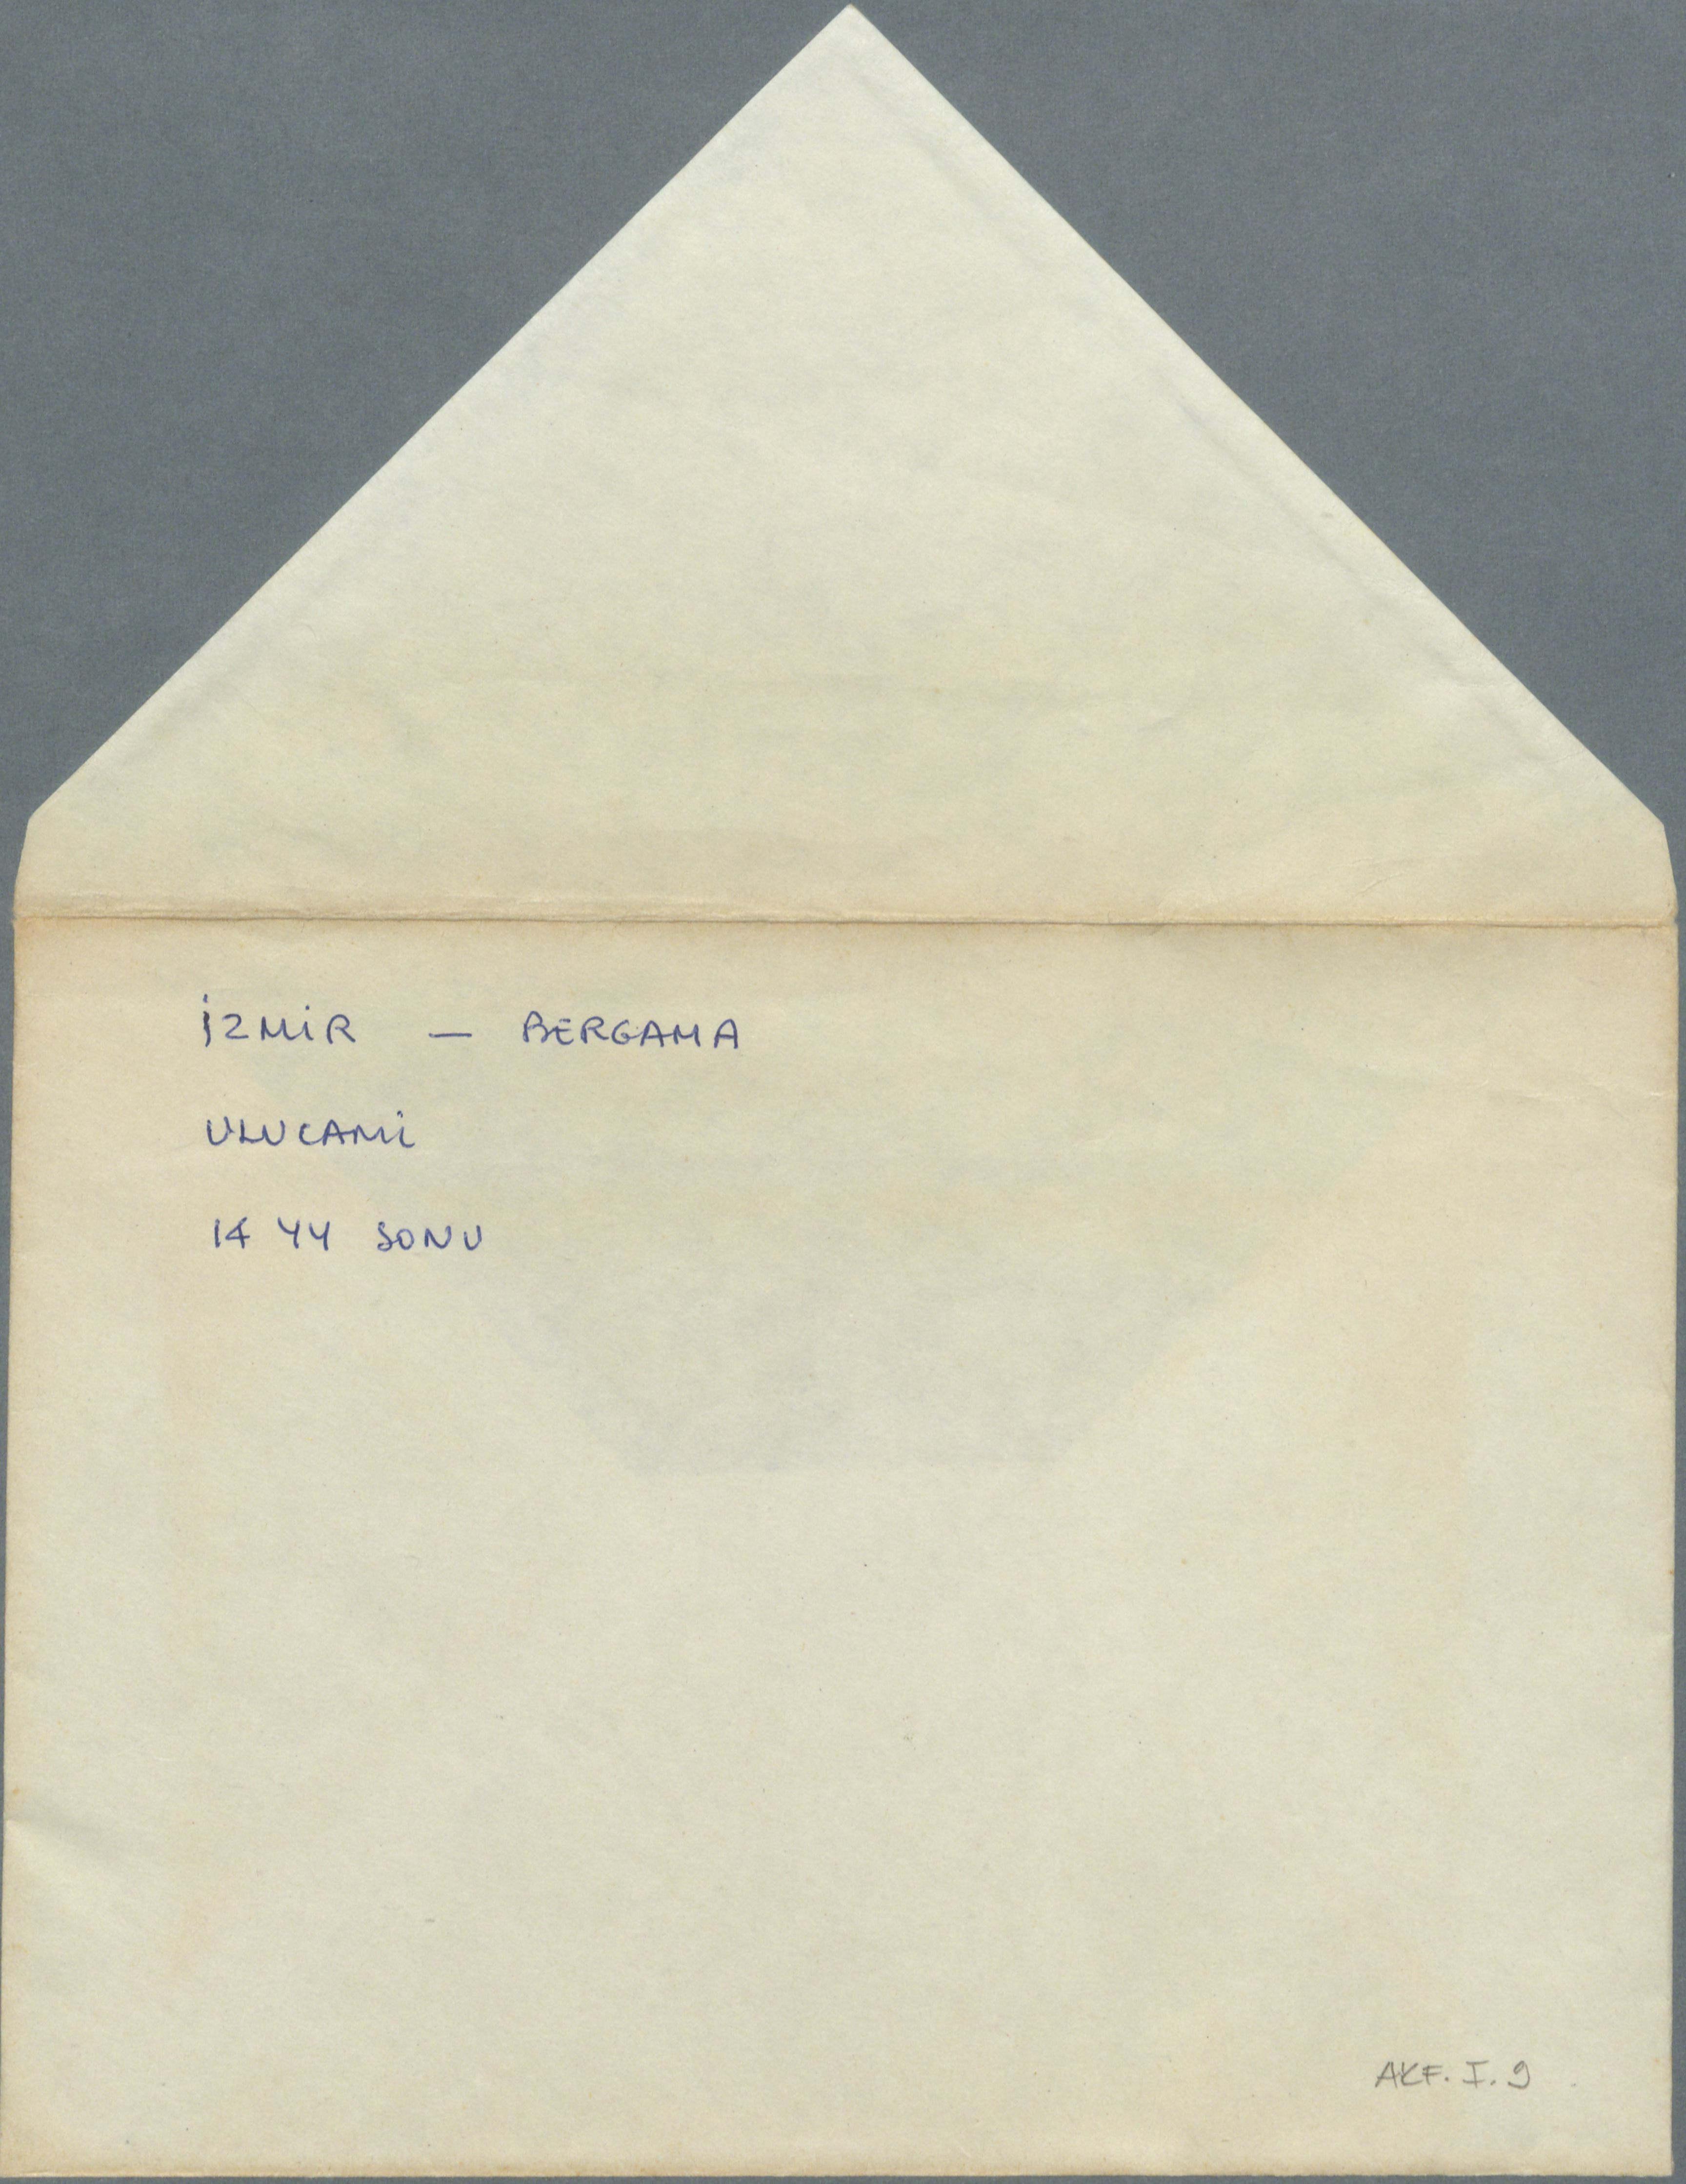 İZMİR — BERGAMA
ULUCAMİ
14 YY SONU
AKF. I. 9